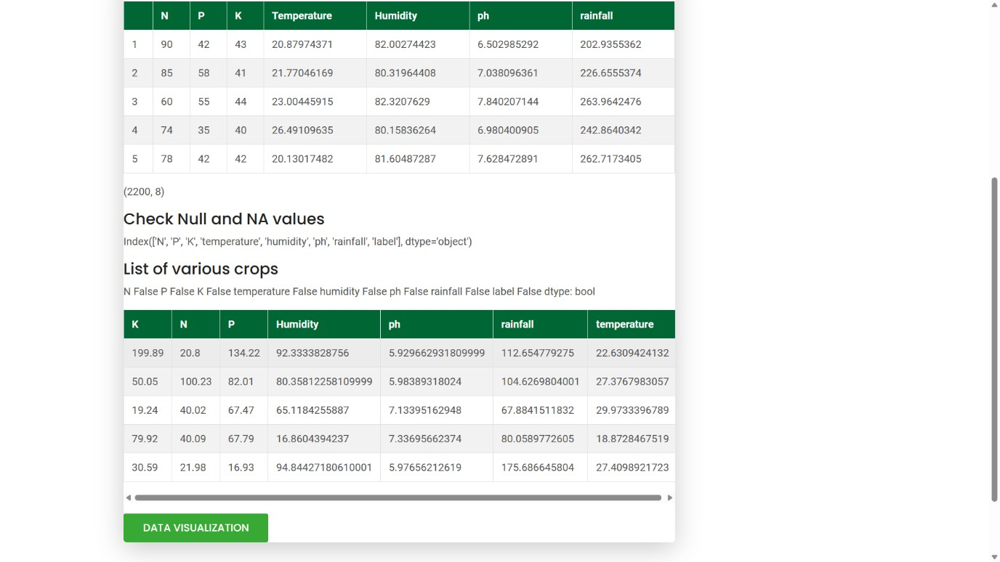 N P K Temperature Humidity ph rainfall
1 90 42 43 20.87974371 82.00274423 6.502985292 202.9355362
2 85 58 41 21.77046169 80.31964408 7.038096361 226.6555374
3 60 55 44 23.00445915 82.3207629 7.840207144 263.9642476
4 74 35 40 26.49109635 80.15836264 6.980400905 242.8640342
5 78 42 42 20.13017482 81.60487287 7.628472891 262.7173405
(2200, 8)
Check Null and NA values
Index(['N', 'P', 'K', 'temperature', 'humidity', 'ph', 'rainfall', 'label'], dtype='object')
List of various crops
N False P False K False temperature False humidity False ph False rainfall False label False dtype: bool
K N P Humidity ph rainfall temperature
199.89 20.8 134.22 92.3333828756 5.929662931809999 112.654779275 22.6309424132
50.05 100.23 82.01 80.35812258109999 5.98389318024 104.6269804001 27.3767983057
19.24 40.02 67.47 65.1184255887 7.13395162948 67.8841511832 29.9733396789
79.92 40.09 67.79 16.8604394237 7.33695662374 80.0589772605 18.8728467519
30.59 21.98 16.93 94.84427180610001 5.97656212619 175.686645804 27.4098921723
DATA VISUALIZATION